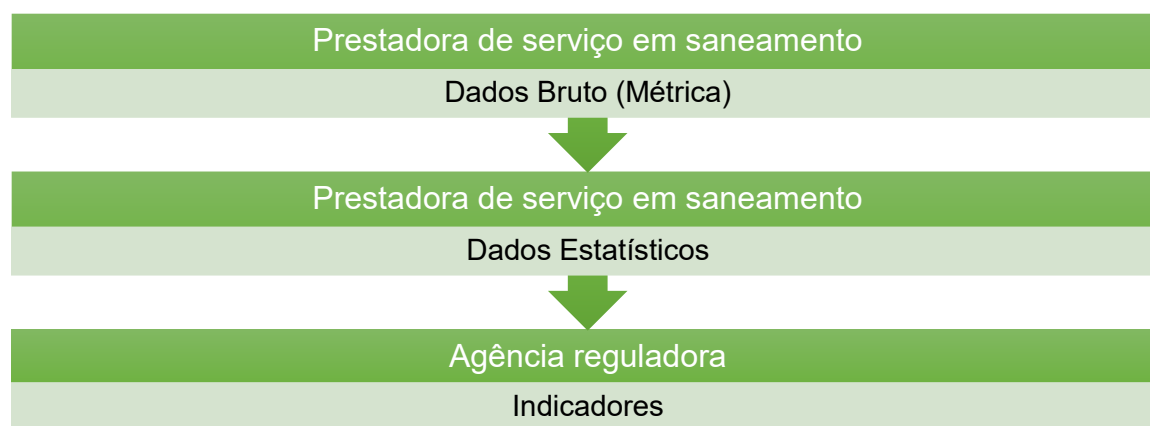 Prestadora de serviço em saneamento
Dados Bruto (Métrica)
Prestadora de serviço em saneamento
Dados Estatísticos
Agência reguladora
Indicadores